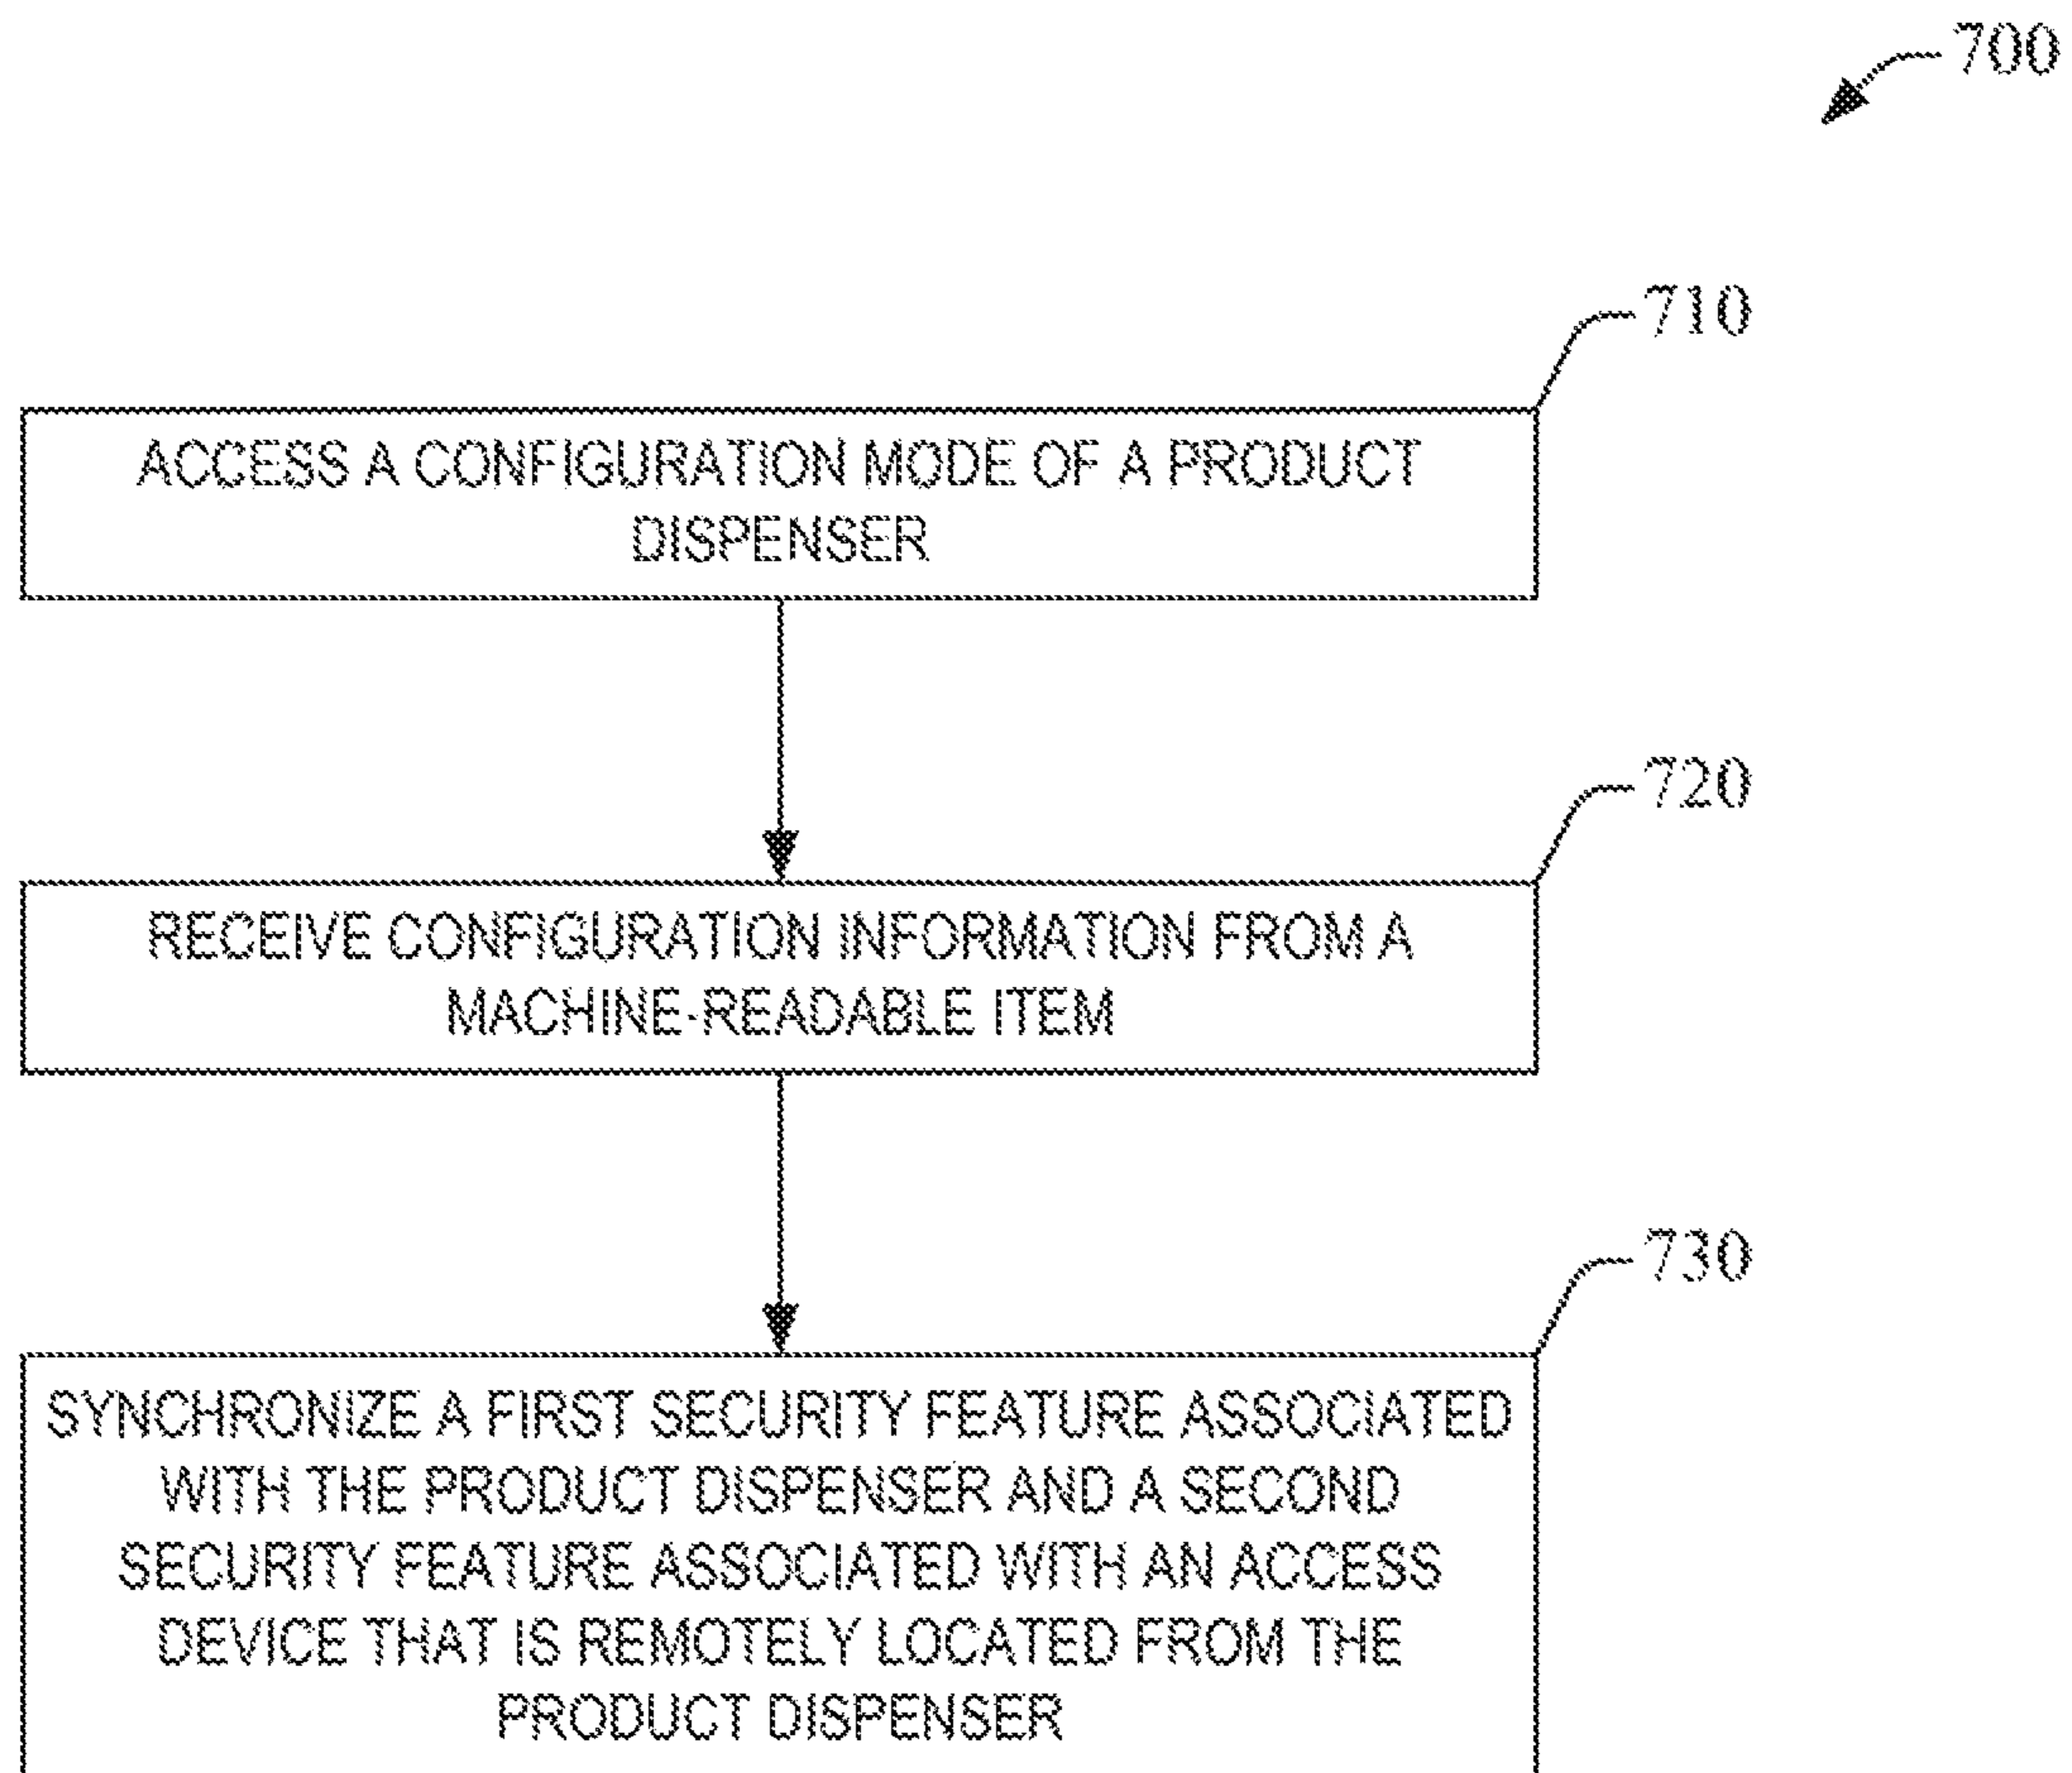 700
710
ACCESS A CONFIGURATION MODE OF A PRODUCT
DISPENSER
720
RECEIVE CONFIGURATION INFORMATION FROM A
MACHINE-READABLE ITEM
730
SYNCHRONIZE A FIRST SECURITY FEATURE ASSOCIATED
WITH THE PRODUCT DISPENSER AND A SECOND
SECURITY FEATURE ASSOCIATED WITH AN ACCESS
DEVICE THAT IS REMOTELY LOCATED FROM THE
PRODUCT DISPENSER